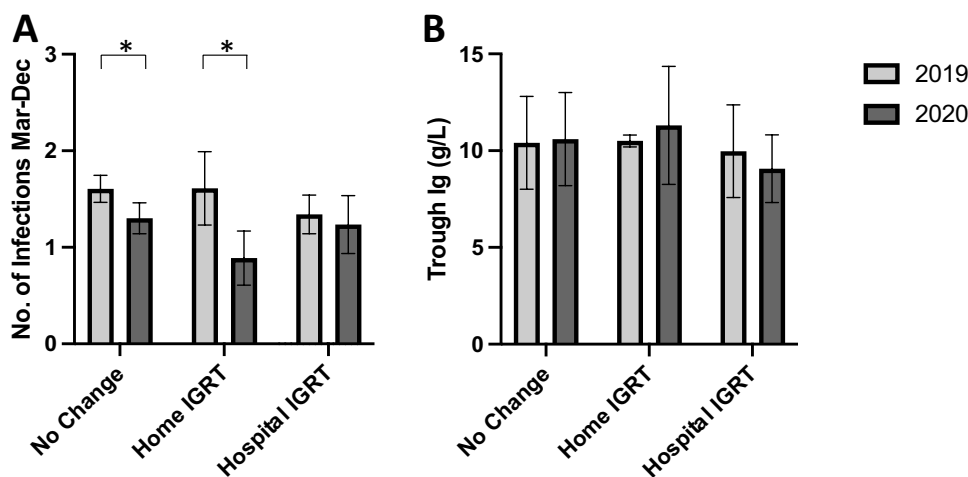 A
No. of Infections Mar-Dec
3
2
1
0
*
*
No Change
Home IGRT
Hospital IGRT
B
Trough Ig (g/L)
15
10
5
0
No Change
Home IGRT
Hospital IGRT
2019
2020